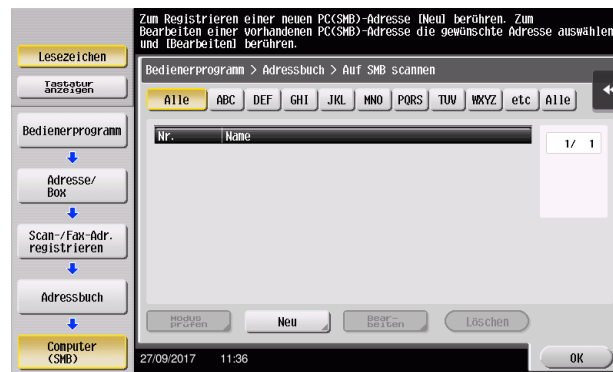 Zum Registrieren einer neuen PC(SMB)-Adresse [Neu] berühren. Zum
Bearbeiten einer vorhandenen PC(SMB)-Adresse die gewünschte Adresse auswählen
und [Bearbeiten] berühren.
Lesezeichen
Tastatur
anzeigen
Bedienerprogramm
Adresse/
Box
Scan-/Fax-Adr.
registrieren
Adressbuch
Computer
(SMB)
Bedienerprogramm > Adressbuch > Auf SMB scannen
Alle ABC DEF GHI JKL MNO PQRS TUV WXYZ etc Alle
Nr. Name
1/ 1
Modus
prüfen
Neu
Bear-
beiten
Löschen
27/09/2017 11:36
OK